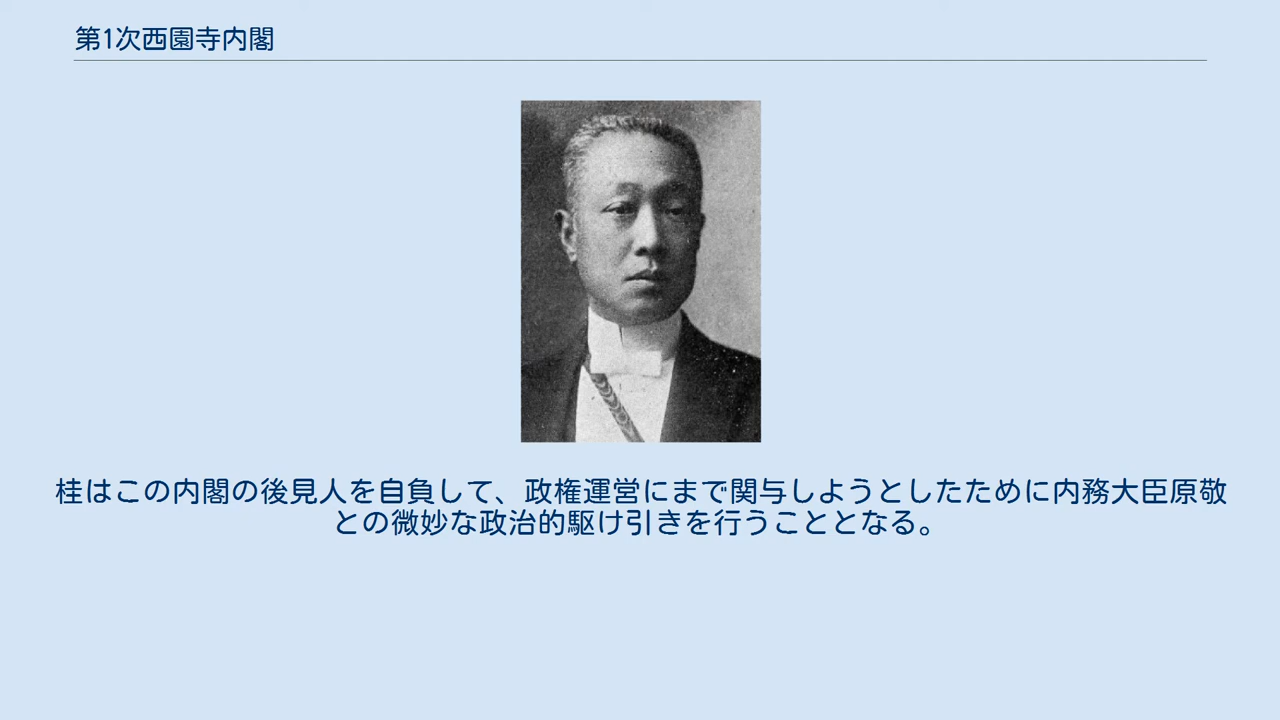 第1次西園寺内閣
桂はこの内閣の後見人を自負して、政権運営にまで関与しようとしたために内務大臣原敬
との微妙な政治的駆け引きを行うこととなる。